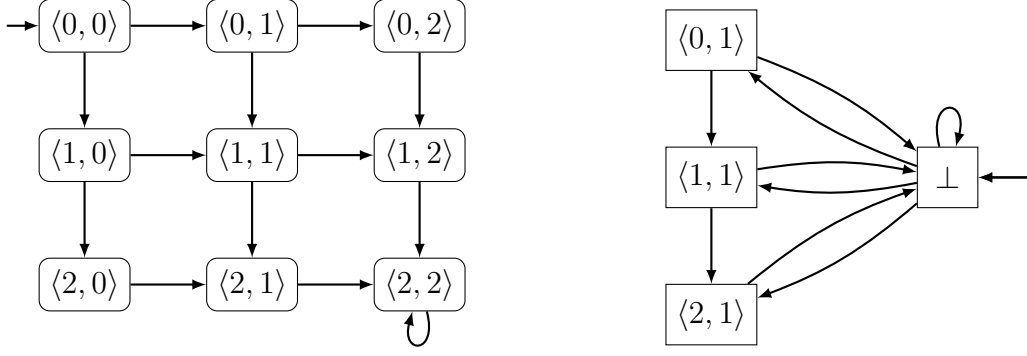 ⟨0, 0⟩ ⟨0, 1⟩ ⟨0, 2⟩
⟨1, 0⟩ ⟨1, 1⟩ ⟨1, 2⟩
⟨2, 0⟩ ⟨2, 1⟩ ⟨2, 2⟩
⟨0, 1⟩
⟨1, 1⟩
⊥
⟨2, 1⟩